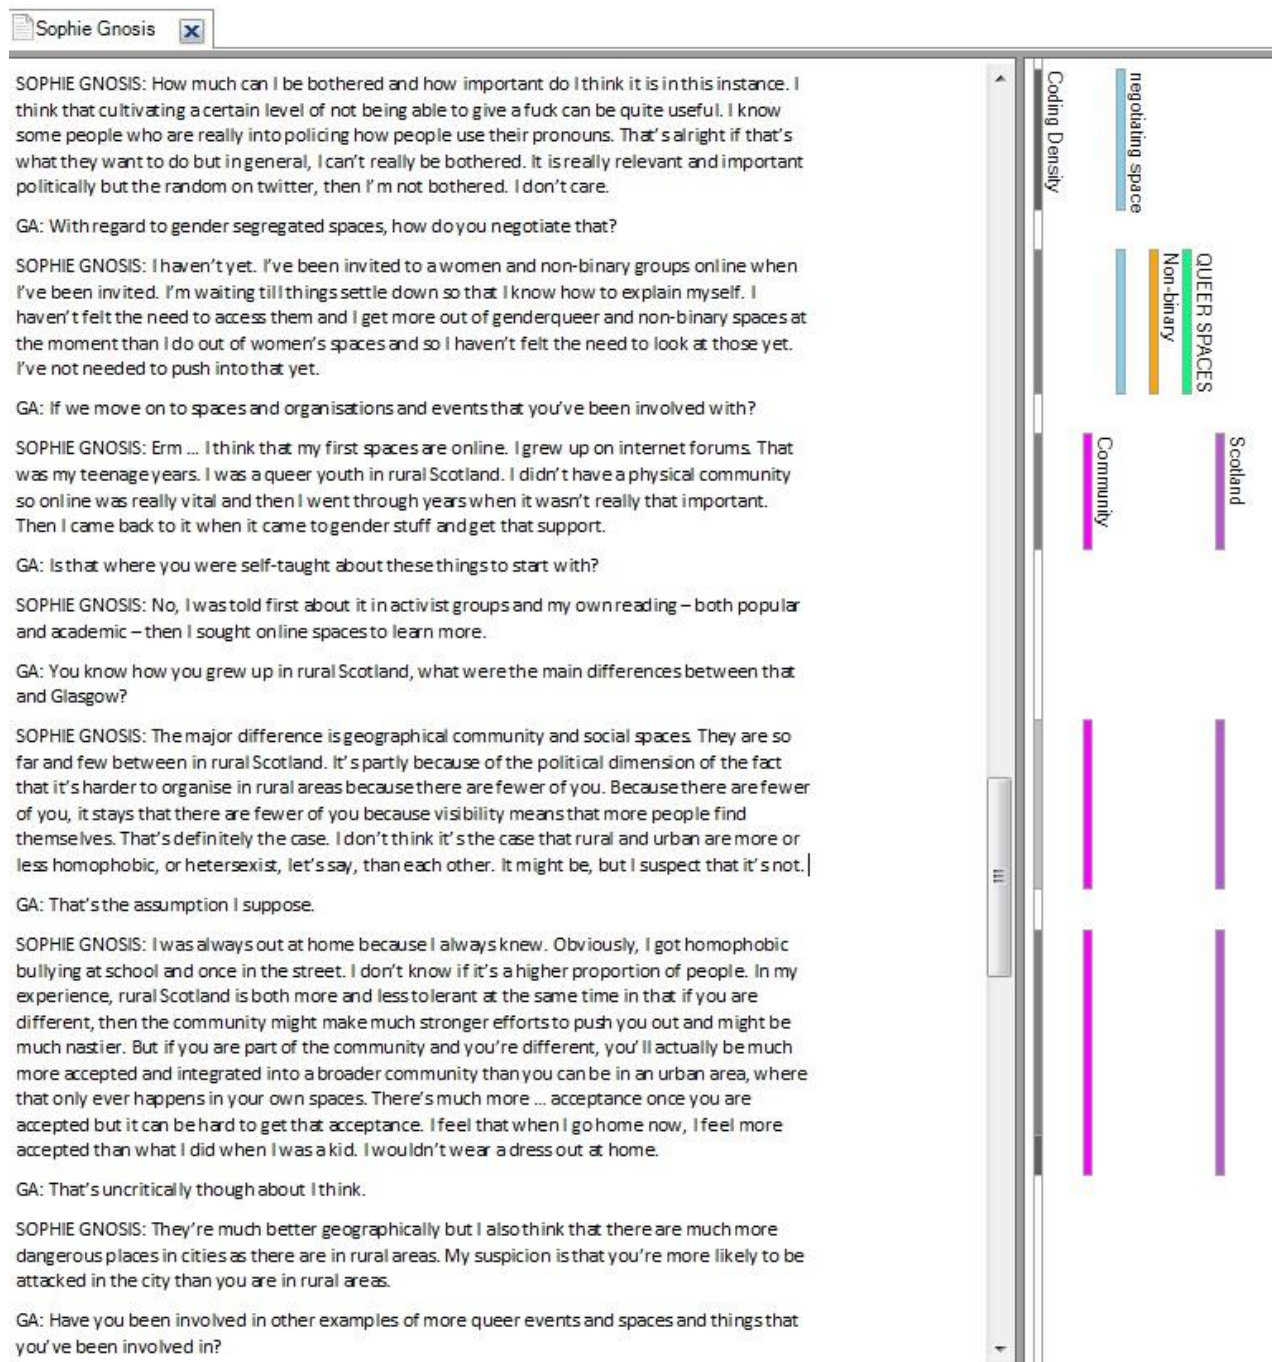 Sophie Gnosis
SOPHIE GNOSIS: How much can I be bothered and how important do I think it is in this instance. I
think that cultivating a certain level of not being able to give a fuck can be quite useful. I know
some people who are really into policing how people use their pronouns. That's alright if that's
what they want to do but in general, I can't really be bothered. It is really relevant and important
politically but the random on twitter, then I'm not bothered. I don't care.
GA: With regard to gender segregated spaces, how do you negotiate that?
SOPHIE GNOSIS: I haven't yet. I've been invited to a women and non-binary groups online when
I've been invited. I'm waiting till things settle down so that I know how to explain myself. I
haven't felt the need to access them and I get more out of genderqueer and non-binary spaces at
the moment than I do out of women's spaces and so I haven't felt the need to look at those yet.
I've not needed to push into that yet.
GA: If we move on to spaces and organisations and events that you've been involved with?
SOPHIE GNOSIS: Erm ... I think that my first spaces are online. I grew up on internet forums. That
was my teenage years. I was a queer youth in rural Scotland. I didn't have a physical community
so online was really vital and then I went through years when it wasn't really that important.
Then I came back to it when it came to gender stuff and get that support.
GA: Is that where you were self-taught about these things to start with?
SOPHIE GNOSIS: No, I was told first about it in activist groups and my own reading – both popular
and academic – then I sought online spaces to learn more.
GA: You know how you grew up in rural Scotland, what were the main differences between that
and Glasgow?
SOPHIE GNOSIS: The major difference is geographical community and social spaces. They are so
far and few between in rural Scotland. It's partly because of the political dimension of the fact
that it's harder to organise in rural areas because there are fewer of you. Because there are fewer
of you, it stays that there are fewer of you because visibility means that more people find
themselves. That's definitely the case. I don't think it's the case that rural and urban are more or
less homophobic, or hetersexist, let's say, than each other. It might be, but I suspect that it's not.
GA: That's the assumption I suppose.
SOPHIE GNOSIS: I was always out at home because I always knew. Obviously, I got homophobic
bullying at school and once in the street. I don't know if it's a higher proportion of people. In my
experience, rural Scotland is both more and less tolerant at the same time in that if you are
different, then the community might make much stronger efforts to push you out and might be
much nastier. But if you are part of the community and you're different, you'll actually be much
more accepted and integrated into a broader community than you can be in an urban area, where
that only ever happens in your own spaces. There's much more ... acceptance once you are
accepted but it can be hard to get that acceptance. I feel that when I go home now, I feel more
accepted than what I did when I was a kid. I wouldn't wear a dress out at home.
GA: That's uncritically though about I think.
SOPHIE GNOSIS: They're much better geographically but I also think that there are much more
dangerous places in cities as there are in rural areas. My suspicion is that you're more likely to be
attacked in the city than you are in rural areas.
GA: Have you been involved in other examples of more queer events and spaces and things that
you've been involved in?
Coding Density
negotiating space
QUEER SPACES
Non-binary
Community
Scotland